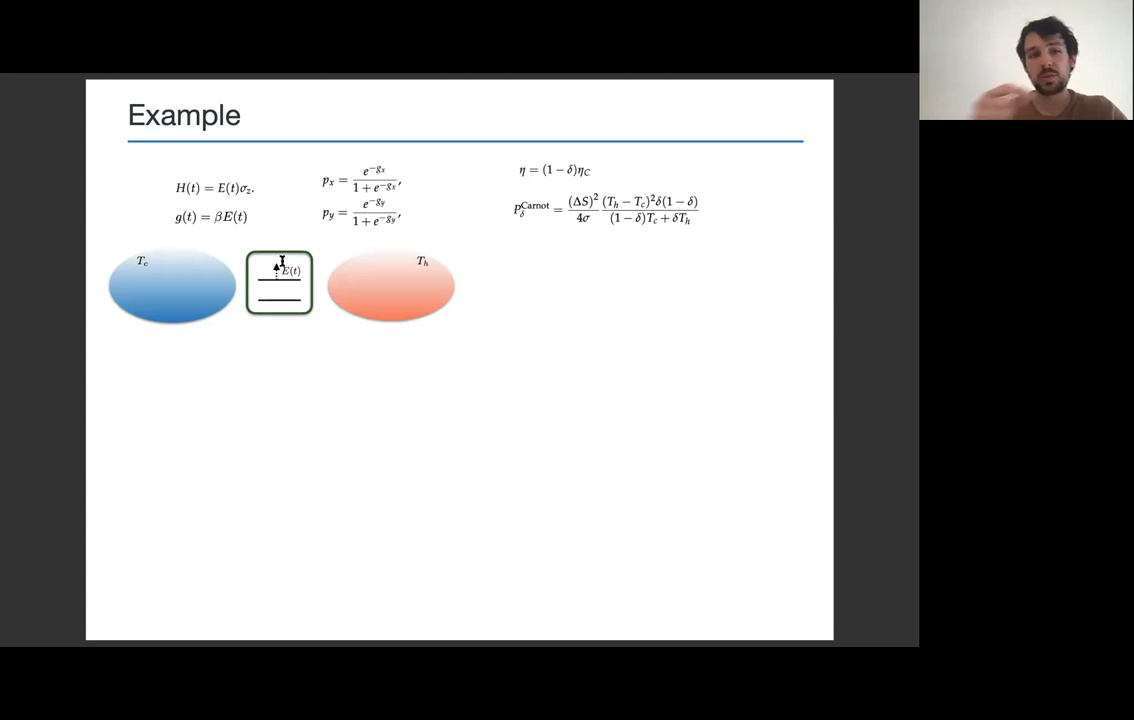 Example
H(t) = E(t)σ_z.
g(t) = βE(t)
p_x = e^{-g_x} / (1 + e^{-g_x}),
p_y = e^{-g_y} / (1 + e^{-g_y}),
η = (1 − δ)η_C
P_δ^{Carnot} = (ΔS)^2 / 4σ (T_h − T_c)^2 δ(1 − δ) / ((1 − δ)T_c + δT_h)
T_c
E(t)
T_h